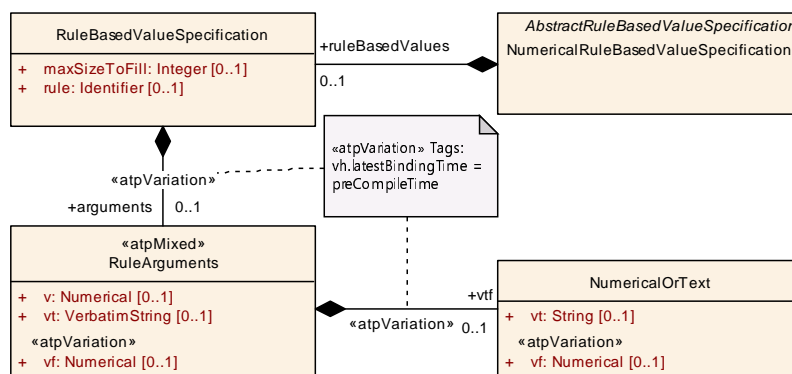 RuleBasedValueSpecification
+ maxSizeToFill: Integer [0..1]
+ rule: Identifier [0..1]
+ruleBasedValues
0..1
AbstractRuleBasedValueSpecification
NumericalRuleBasedValueSpecification
«atpVariation» Tags:
vh.latestBindingTime =
preCompileTime
«atpVariation»
+arguments 0..1
«atpMixed»
RuleArguments
+ v: Numerical [0..1]
+ vt: VerbatimString [0..1]
«atpVariation»
+ vf: Numerical [0..1]
+vtf
«atpVariation» 0..1
NumericalOrText
+ vt: String [0..1]
«atpVariation»
+ vf: Numerical [0..1]